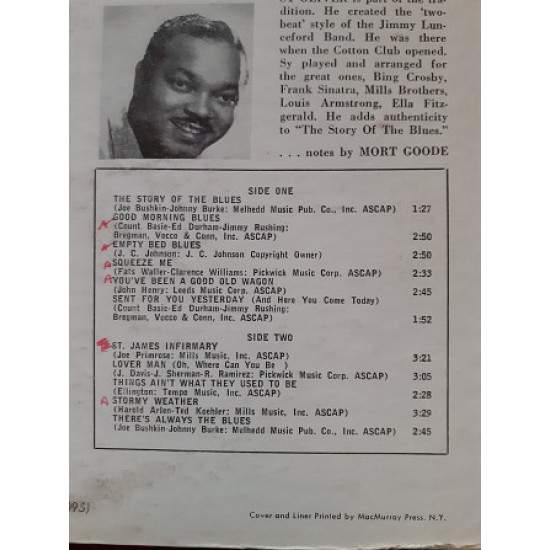 SY OLIVER is part of the tra-
dition. He created the 'two-
beat' style of the Jimmy Lun-
ceford Band. He was there
when the Cotton Club opened.
Sy played and arranged for
the great ones, Bing Crosby,
Frank Sinatra, Mills Brothers,
Louis Armstrong, Ella Fitz-
gerald. He adds authenticity
to "The Story Of The Blues."
. . . notes by MORT GOODE
SIDE ONE
THE STORY OF THE BLUES
(Joe Bushkin-Johnny Burke: Melhedd Music Pub. Co., Inc. ASCAP) 1:27
A GOOD MORNING BLUES
(Count Basie-Ed Durham-Jimmy Rushing:
Bregman, Vocco & Conn, Inc. ASCAP) 2:50
A EMPTY BED BLUES
(J. C. Johnson: J. C. Johnson Copyright Owner) 2:50
A SQUEEZE ME
(Fats Waller-Clarence Williams: Pickwick Music Corp. ASCAP) 2:33
A YOU'VE BEEN A GOOD OLD WAGON
(John Henry: Leeds Music Corp. ASCAP) 2:45
SENT FOR YOU YESTERDAY (And Here You Come Today)
(Count Basie-Ed Durham-Jimmy Rushing:
Bregman, Vocco & Conn, Inc. ASCAP) 1:52
SIDE TWO
ST. JAMES INFIRMARY
(Joe Primrose: Mills Music, Inc. ASCAP) 3:21
LOVER MAN (Oh, Where Can You Be )
(J. Davis-J. Sherman-R. Ramirez: Pickwick Music Corp. ASCAP) 3:05
THINGS AIN'T WHAT THEY USED TO BE
(Ellington: Tempo Music, Inc. ASCAP) 2:28
A STORMY WEATHER
(Harold Arlen-Ted Koehler: Mills Music, Inc. ASCAP) 3:29
THERE'S ALWAYS THE BLUES
(Joe Bushkin-Johnny Burke: Melhedd Music Pub. Co., Inc. ASCAP) 2:45
095)
Cover and Liner Printed by MacMurray Press, N.Y.